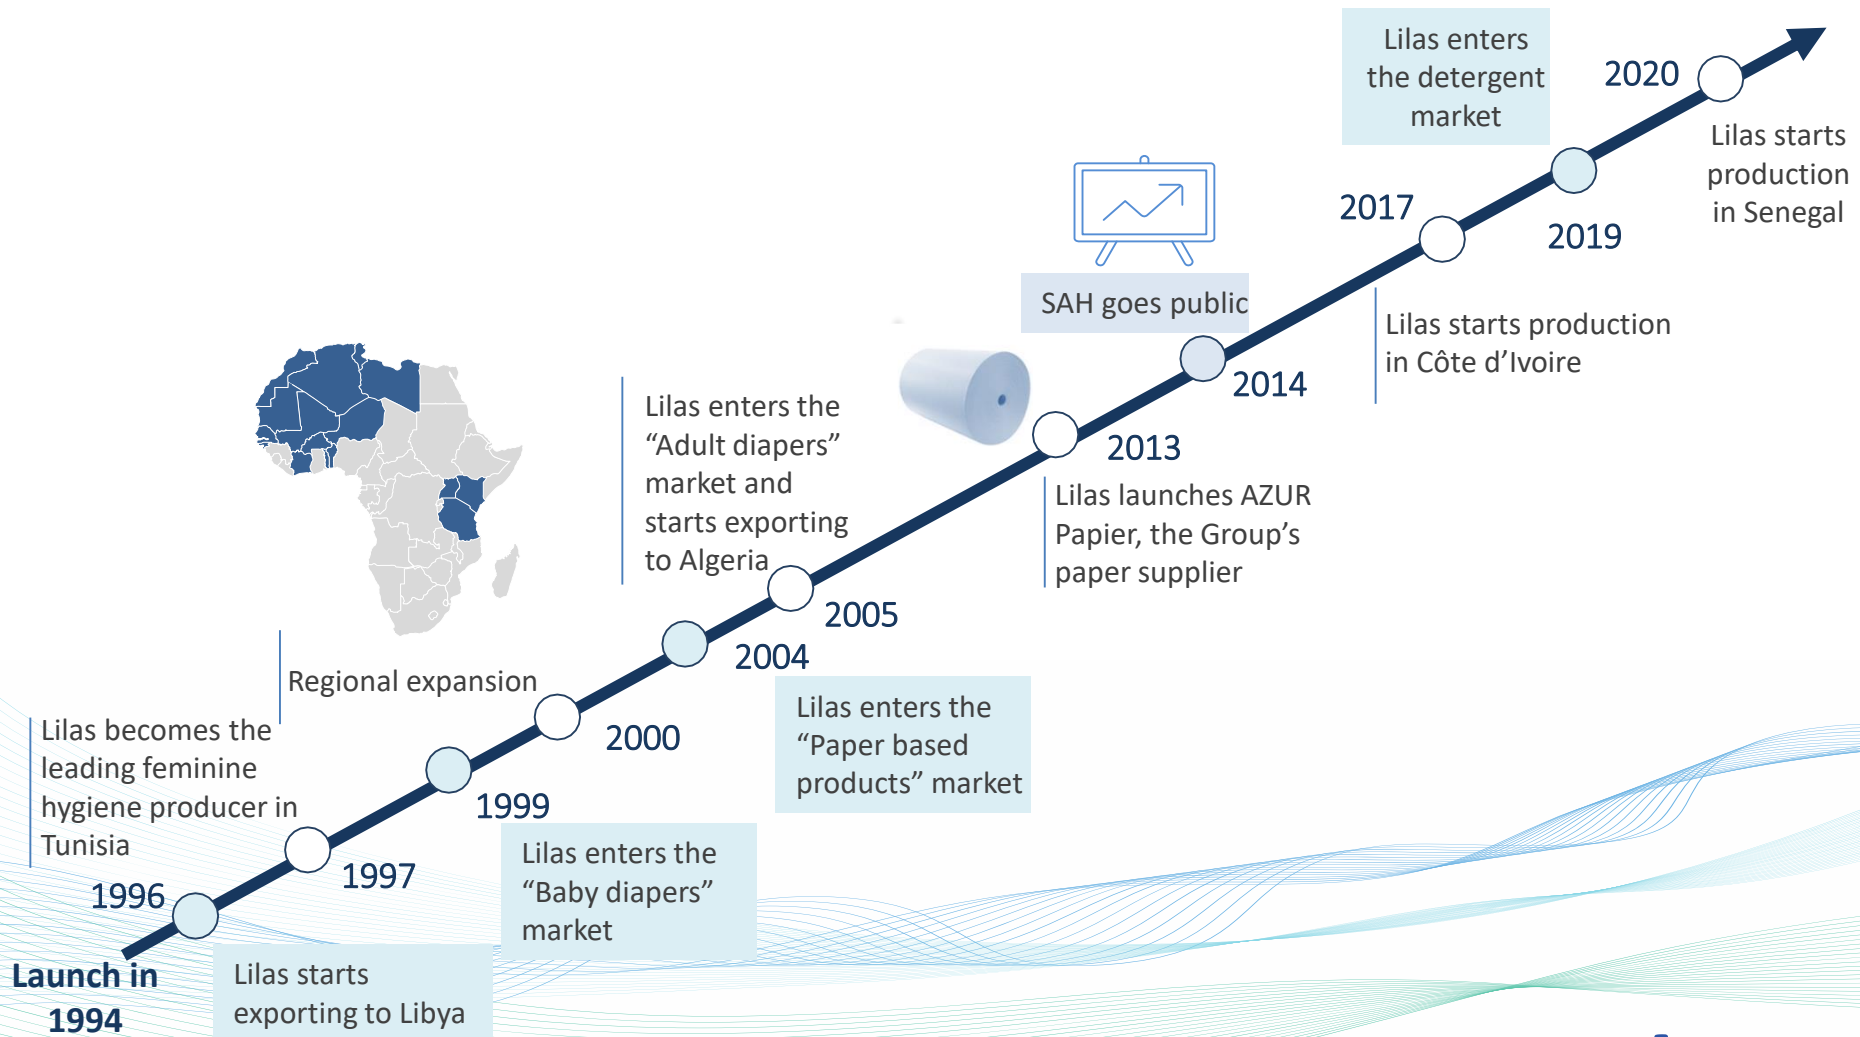 Launch in
1994
1996
Lilas starts
exporting to Libya
Lilas becomes the
leading feminine
hygiene producer in
Tunisia
1997
1999
Lilas enters the
“Baby diapers”
market
Regional expansion
2000
2004
Lilas enters the
“Paper based
products” market
Lilas enters the
“Adult diapers”
market and
starts exporting
to Algeria
2005
2013
Lilas launches AZUR
Papier, the Group’s
paper supplier
SAH goes public
2014
2017
Lilas starts production
in Côte d’Ivoire
Lilas enters
the detergent
market
2019
2020
Lilas starts
production
in Senegal